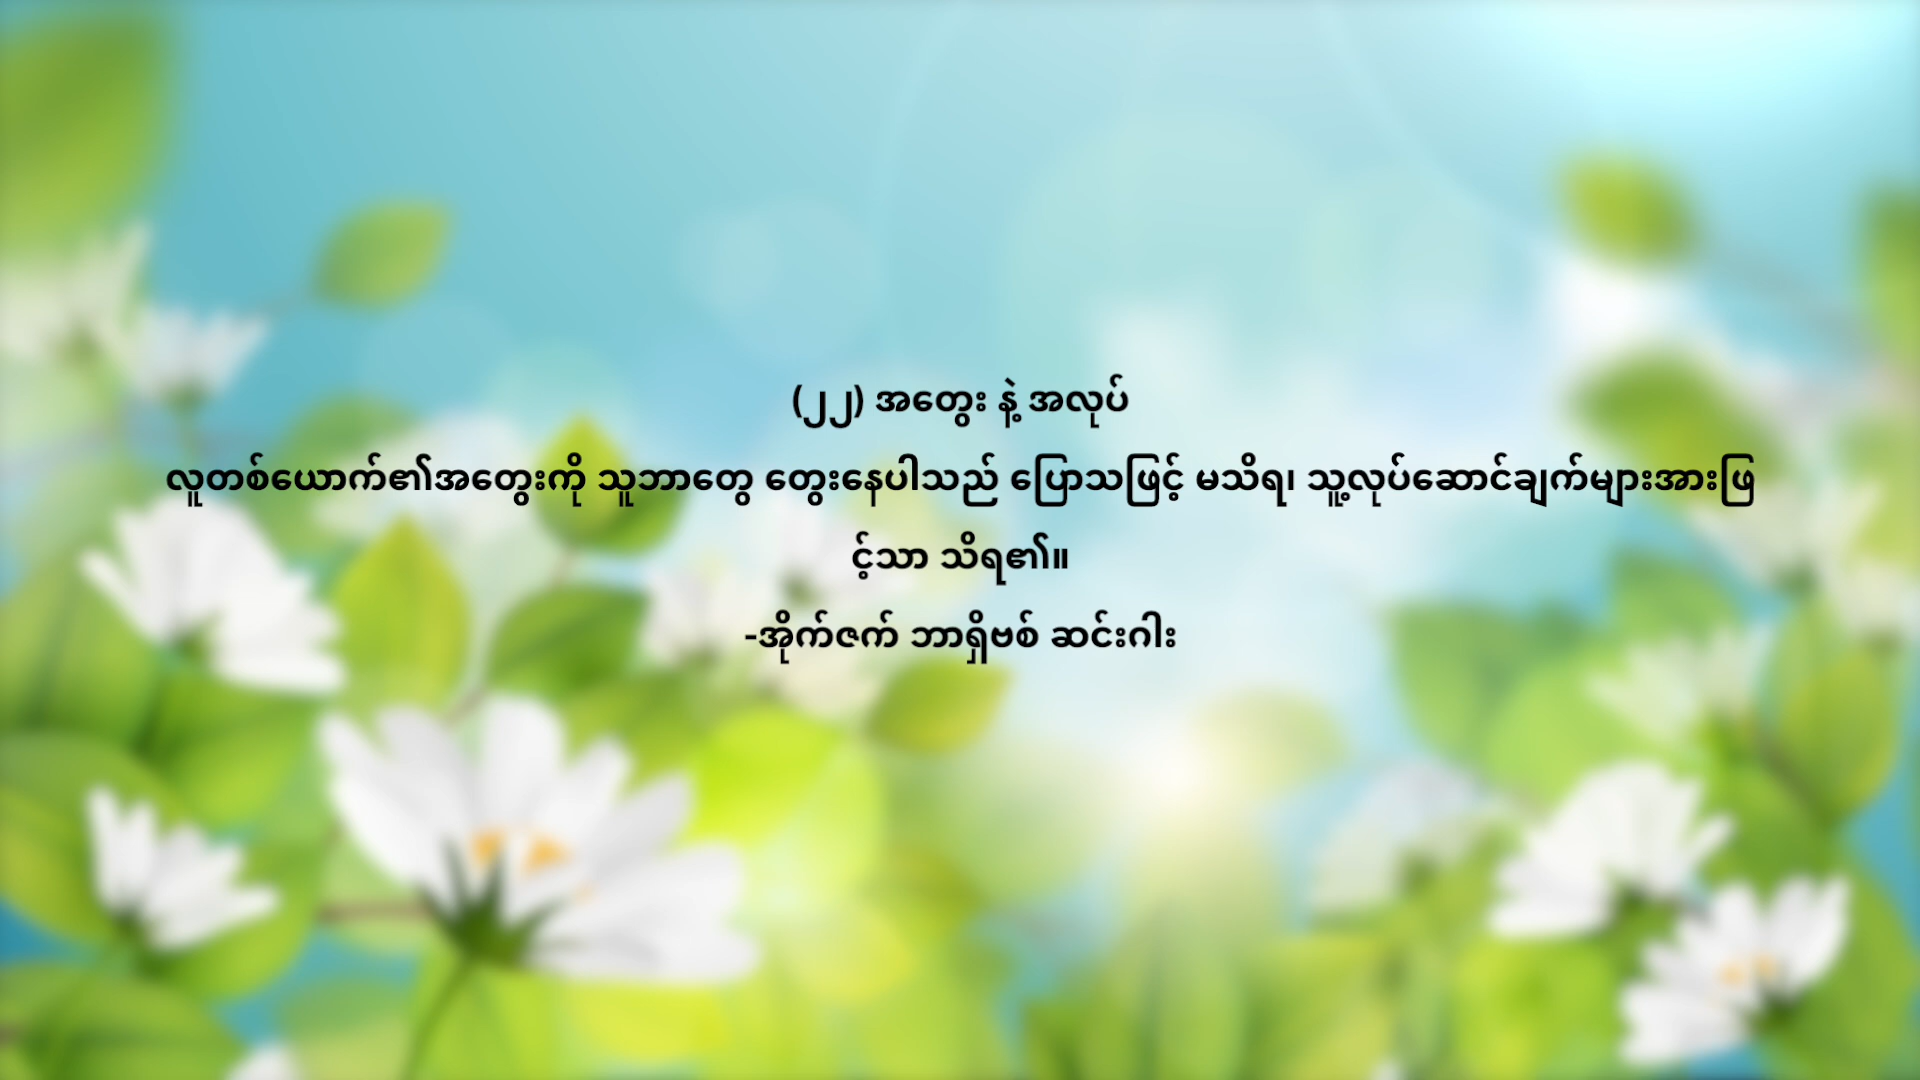 (၂၂) အတွေး နဲ့ အလုပ်
လူတစ်ယောက်၏အတွေးကို သူဘာတွေ တွေးနေပါသည် ပြောသဖြင့် မသိရ၊ သူ့လုပ်ဆောင်ချက်များအားဖြ
င့်သာ သိရ၏။
-အိုက်ဇက် ဘာရှိဗစ် ဆင်းဂါး